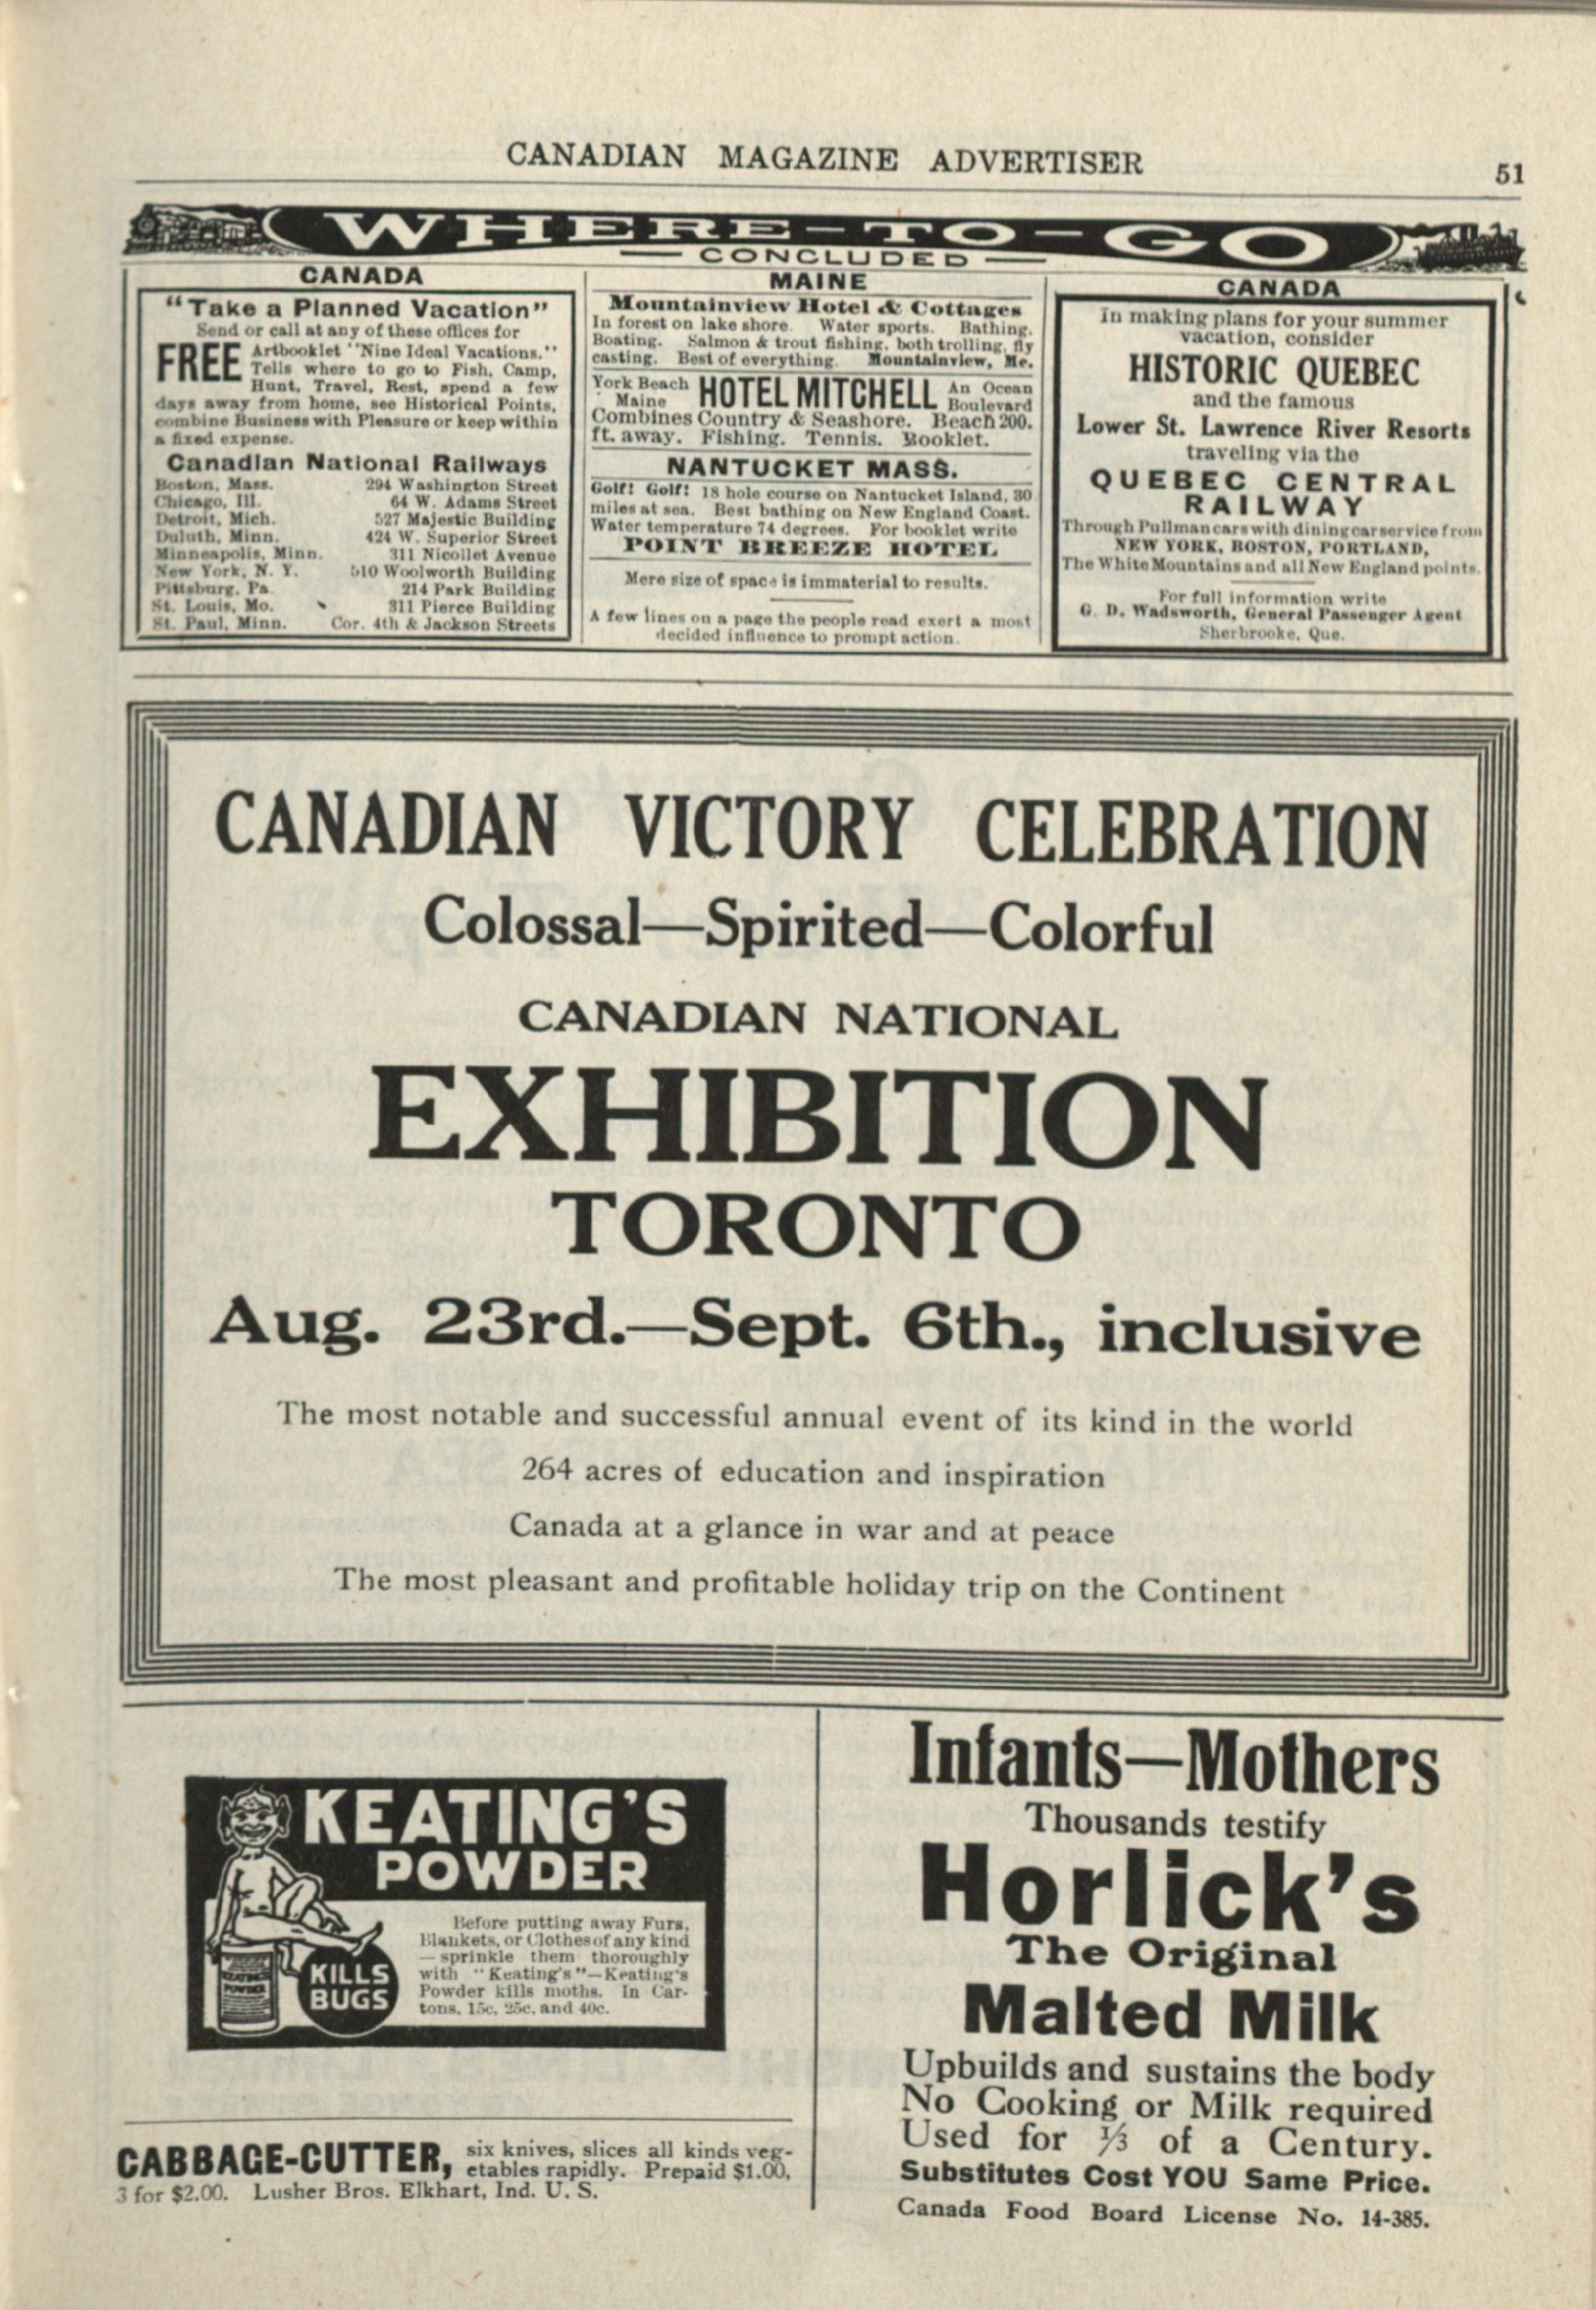 CANADIAN MAGAZINE ADVERTISER
51
WHERE-TO-GO
CONCLUDED
CANADA
"Take a Planned Vacation"
Send or call at any of these offices for
FREE Artbooklet "Nine Ideal Vacations."
Tells where to go to Fish, Camp,
Hunt, Travel, Rest, spend a few
days away from home, see Historical Points,
combine Business with Pleasure or keep within
a fixed expense.
Canadian National Railways
Boston, Mass. 294 Washington Street
Chicago, Ill. 64 W. Adams Street
Detroit, Mich. 527 Majestic Building
Duluth, Minn. 424 W. Superior Street
Minneapolis, Minn. 311 Nicollet Avenue
New York, N. Y. 510 Woolworth Building
Pittsburg, Pa. 214 Park Building
St. Louis, Mo. 311 Pierce Building
St. Paul, Minn. Cor. 4th & Jackson Streets
MAINE
Mountainview Hotel & Cottages
In forest on lake shore. Water sports. Bathing.
Boating. Salmon & trout fishing, both trolling, fly
casting. Best of everything. Mountainview, Me.
York Beach Maine HOTEL MITCHELL An Ocean Boulevard
Combines Country & Seashore. Beach 200.
ft. away. Fishing. Tennis. Booklet.
NANTUCKET MASS.
Golf! Golf! 18 hole course on Nantucket Island, 30
miles at sea. Best bathing on New England Coast.
Water temperature 74 degrees. For booklet write
POINT BREEZE HOTEL
Mere size of space is immaterial to results.
A few lines on a page the people read exert a most
decided influence to prompt action.
CANADA
In making plans for your summer
vacation, consider
HISTORIC QUEBEC
and the famous
Lower St. Lawrence River Resorts
traveling via the
QUEBEC CENTRAL
RAILWAY
Through Pullman cars with dining car service from
NEW YORK, BOSTON, PORTLAND,
The White Mountains and all New England points.
For full information write
G. D. Wadsworth, General Passenger Agent
Sherbrooke, Que.
CANADIAN VICTORY CELEBRATION
Colossal—Spirited—Colorful
CANADIAN NATIONAL
EXHIBITION
TORONTO
Aug. 23rd.—Sept. 6th., inclusive
The most notable and successful annual event of its kind in the world
264 acres of education and inspiration
Canada at a glance in war and at peace
The most pleasant and profitable holiday trip on the Continent
KEATING'S
POWDER
Before putting away Furs,
Blankets, or Clothes of any kind
—sprinkle them thoroughly
with "Keating's"—Keating's
Powder kills moths. In Car-
tons, 15c, 25c, and 40c.
KEATING'S
POWDER
KILLS
BUGS
CABBAGE-CUTTER, six knives, slices all kinds veg-
etables rapidly. Prepaid $1.00,
3 for $2.00. Lusher Bros. Elkhart, Ind. U. S.
Infants—Mothers
Thousands testify
Horlick's
The Original
Malted Milk
Upbuilds and sustains the body
No Cooking or Milk required
Used for ⅓ of a Century.
Substitutes Cost YOU Same Price.
Canada Food Board License No. 14-385.